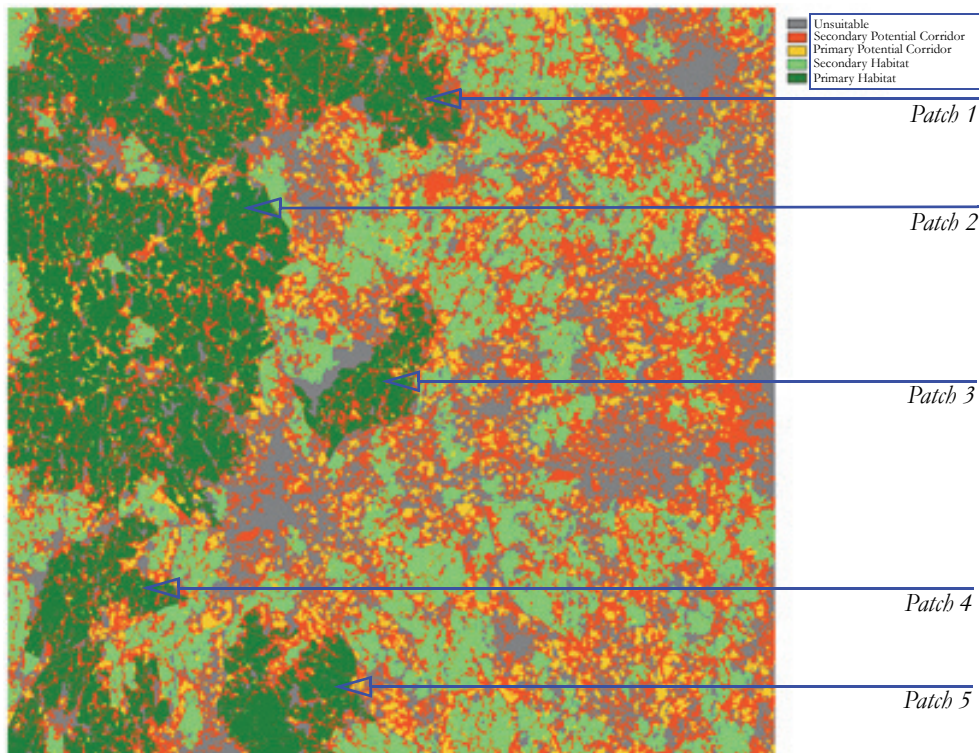 Unsuitable
Secondary Potential Corridor
Primary Potential Corridor
Secondary Habitat
Primary Habitat
Patch 1
Patch 2
Patch 3
Patch 4
Patch 5